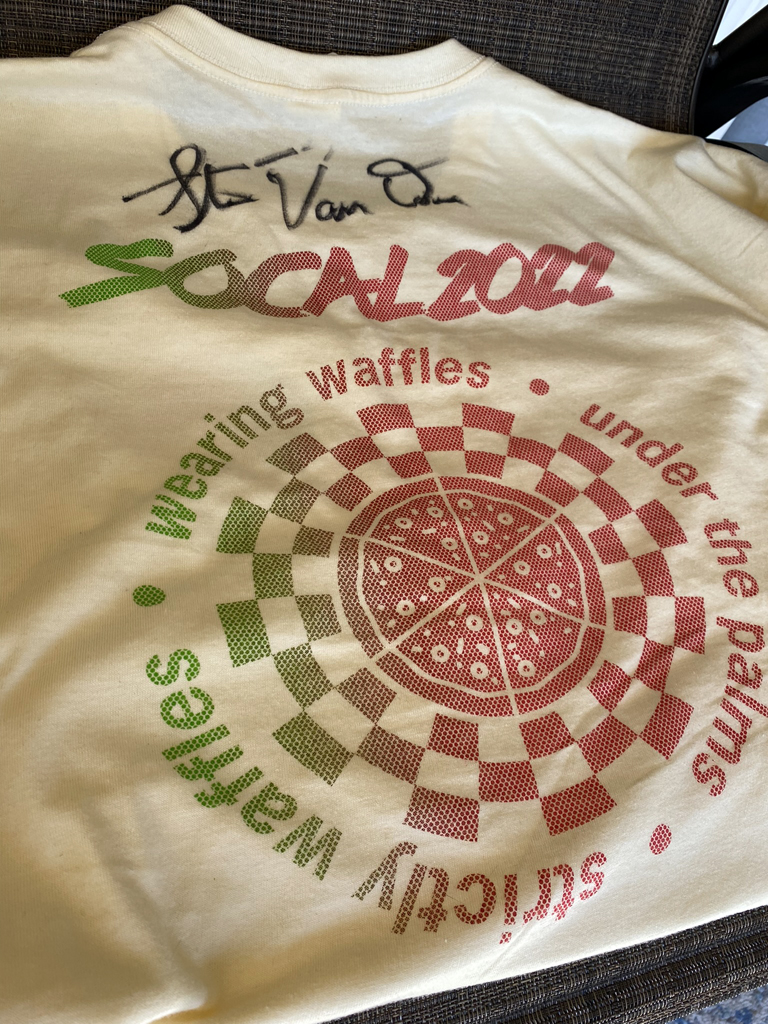 Van
SOCAL 2022
wearing waffles • under the palms • strictly waffles •